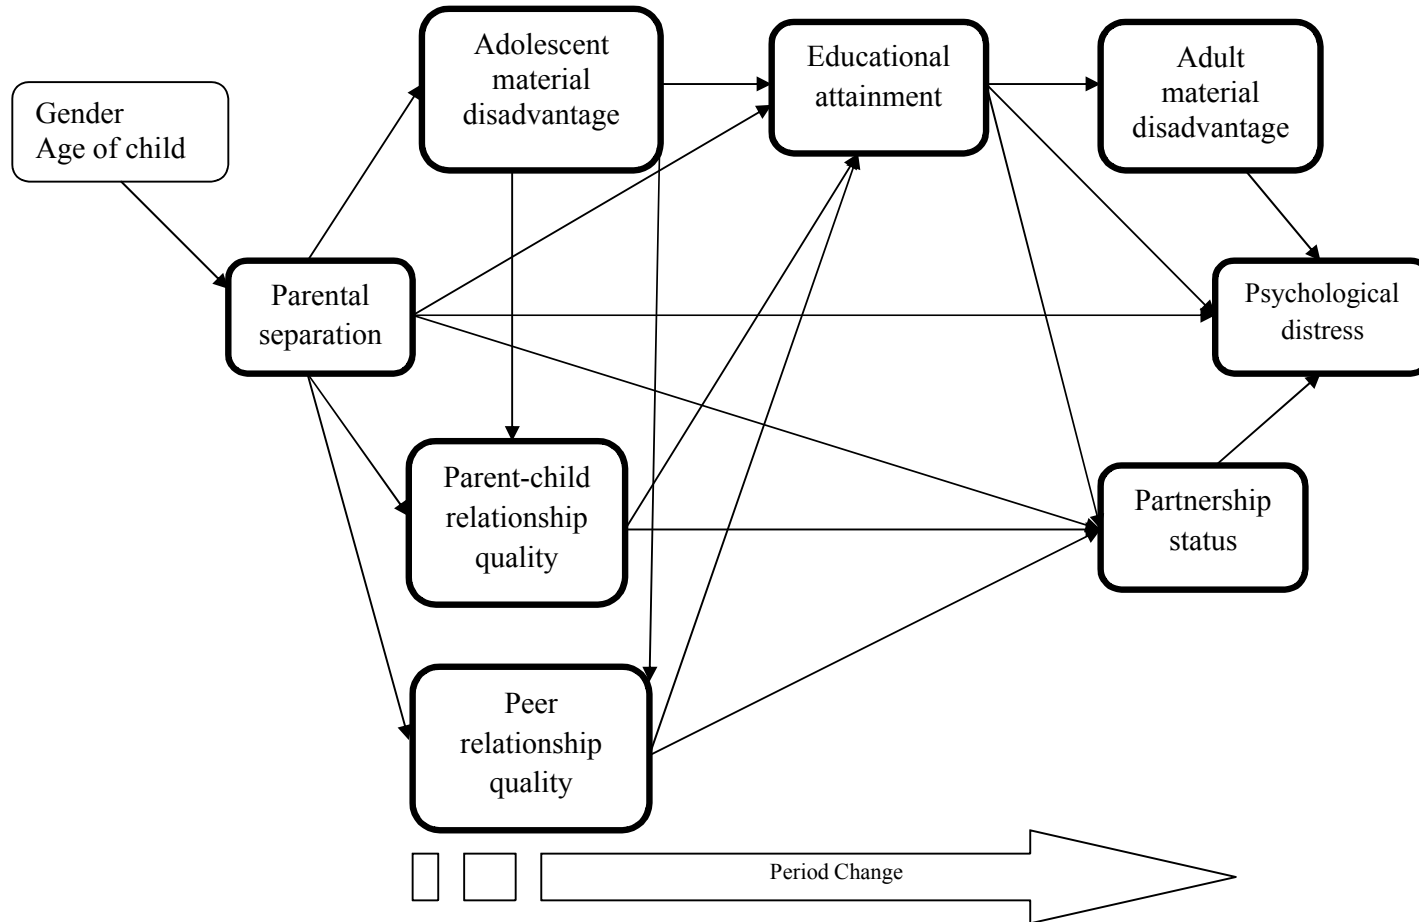 Gender
Age of child
Adolescent
material
disadvantage
Educational
attainment
Adult
material
disadvantage
Parental
separation
Psychological
distress
Parent-child
relationship
quality
Partnership
status
Peer
relationship
quality
Period Change